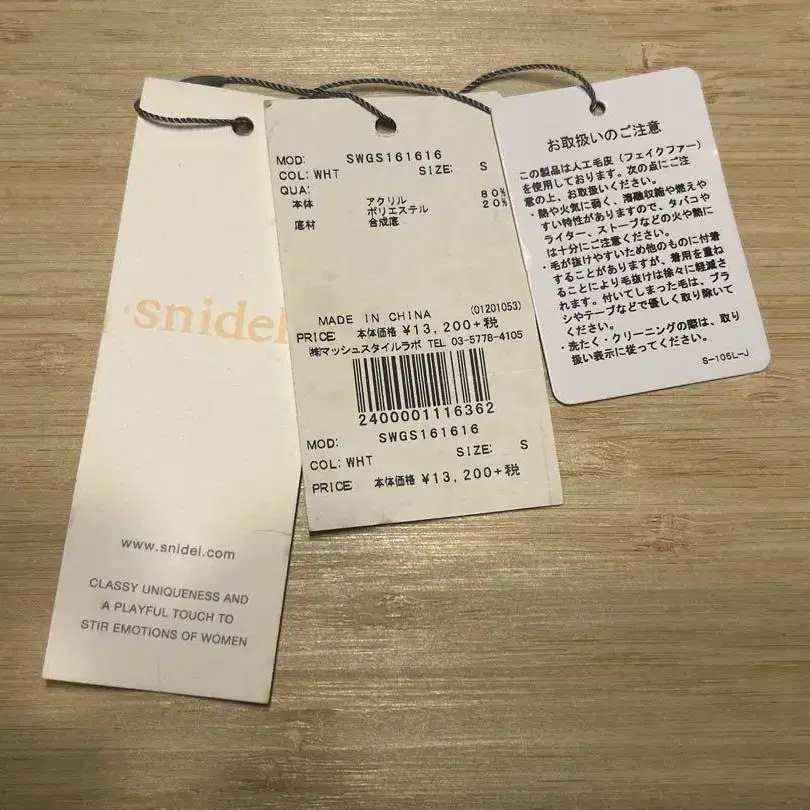 snidel
www.snidel.com
CLASSY UNIQUENESS AND
A PLAYFUL TOUCH TO
STIR EMOTIONS OF WOMEN
MOD: SWGS161616
COL: WHT SIZE: S
QUA:
本体 アクリル 80%
ポリエステル 20%
底材 合成底
MADE IN CHINA (01201053)
PRICE 本体価格 ¥13,200+税
㈱マッシュスタイルラボ TEL 03-5778-4105
2400001116362
MOD: SWGS161616
COL: WHT SIZE: S
PRICE 本体価格 ¥13,200+税
お取扱いのご注意
この製品は人工毛皮（フェイクファー）
を使用しております。次の点にご注
意の上、お取扱いください。
・熱や火気に弱く、溶融収縮や燃えや
すい特性がありますので、タバコや
ライター、ストーブなどの火や熱に
は十分にご注意ください。
・毛が抜けやすいため他のものに付着
することがありますが、着用を重ね
ることにより毛抜けは徐々に軽減さ
れます。付いてしまった毛は、ブラ
シやテープなどで優しく取り除いて
ください。
・洗たく・クリーニングの際は、取り
扱い表示に従ってください。
S-105L-J